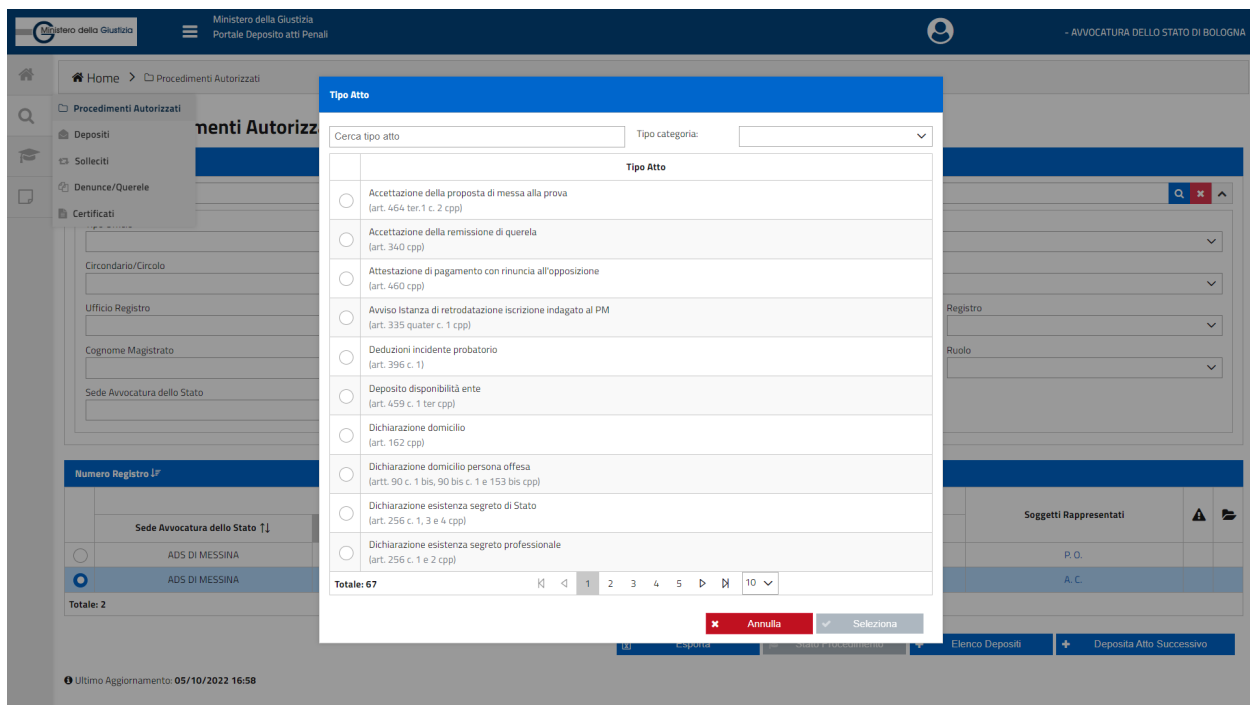 Ministero della Giustizia
Ministero della Giustizia
Portale Deposito atti Penali
- AVVOCATURA DELLO STATO DI BOLOGNA
Home > Procedimenti Autorizzati
Procedimenti Autorizzati
Depositi
Solleciti
Denunce/Querele
Certificati
menti Autorizz
Circondario/Circolo
Ufficio Registro
Registro
Cognome Magistrato
Ruolo
Sede Avvocatura dello Stato
Tipo Atto
Cerca tipo atto
Tipo categoria:
Tipo Atto
Accettazione della proposta di messa alla prova
(art. 464 ter.1 c. 2 cpp)
Accettazione della remissione di querela
(art. 340 cpp)
Attestazione di pagamento con rinuncia all'opposizione
(art. 460 cpp)
Avviso Istanza di retrodatazione iscrizione indagato al PM
(art. 335 quater c. 1 cpp)
Deduzioni incidente probatorio
(art. 396 c. 1)
Deposito disponibilità ente
(art. 459 c. 1 ter cpp)
Dichiarazione domicilio
(art. 162 cpp)
Dichiarazione domicilio persona offesa
(artt. 90 c. 1 bis, 90 bis c. 1 e 153 bis cpp)
Dichiarazione esistenza segreto di Stato
(art. 256 c. 1, 3 e 4 cpp)
Dichiarazione esistenza segreto professionale
(art. 256 c. 1 e 2 cpp)
Totale: 67
1 2 3 4 5 10
Annulla Seleziona
Numero Registro
Sede Avvocatura dello Stato
Soggetti Rappresentati
ADS DI MESSINA P. O.
ADS DI MESSINA A. C.
Totale: 2
Esporta Stato Procedimento Elenco Depositi Deposita Atto Successivo
Ultimo Aggiornamento: 05/10/2022 16:58